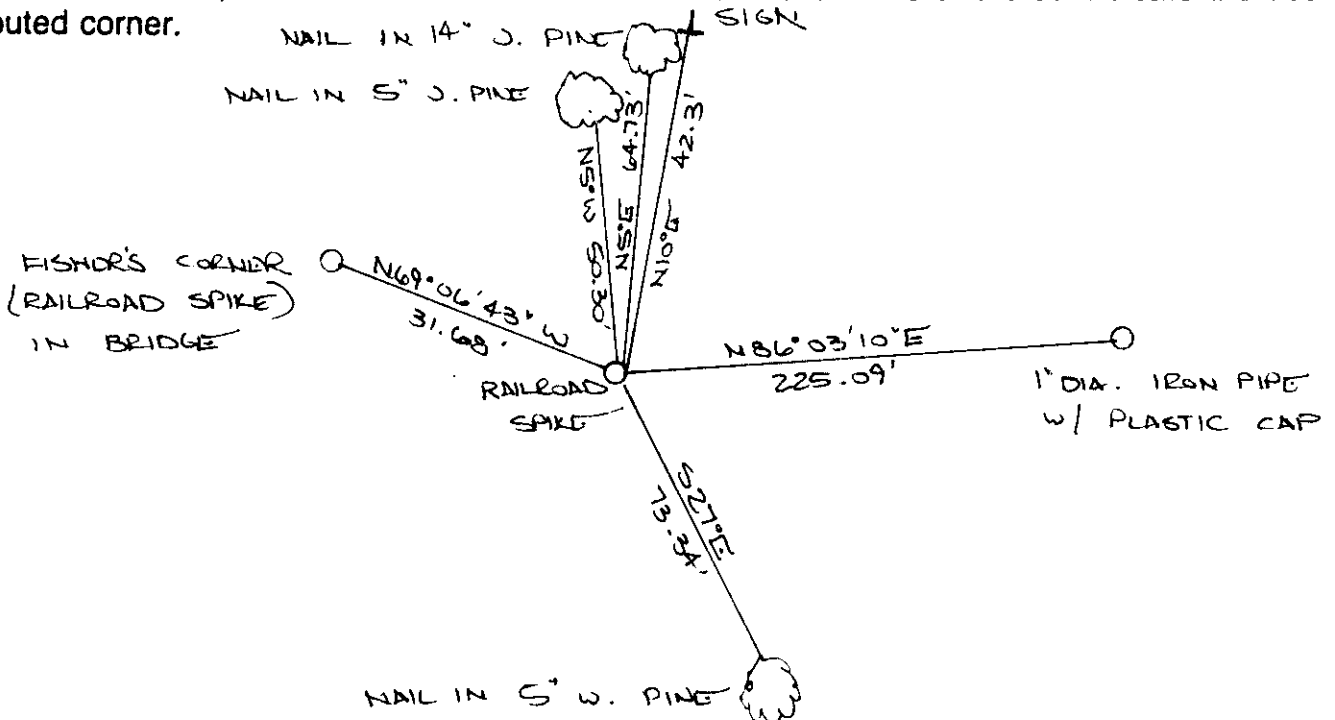 outed corner.
SIGN
NAIL IN 14" J. PINE
NAIL IN 5" J. PINE
N5°W 50.30'
N5°E 64.73'
N10°E 42.31'
FISHER'S CORNER
(RAILROAD SPIKE)
IN BRIDGE
N69°06'43"W
31.68'
RAILROAD
SPIKE
N86°03'10"E
225.09'
1" DIA. IRON PIPE
W/ PLASTIC CAP
S27°E
73.34'
NAIL IN 5" W. PINE